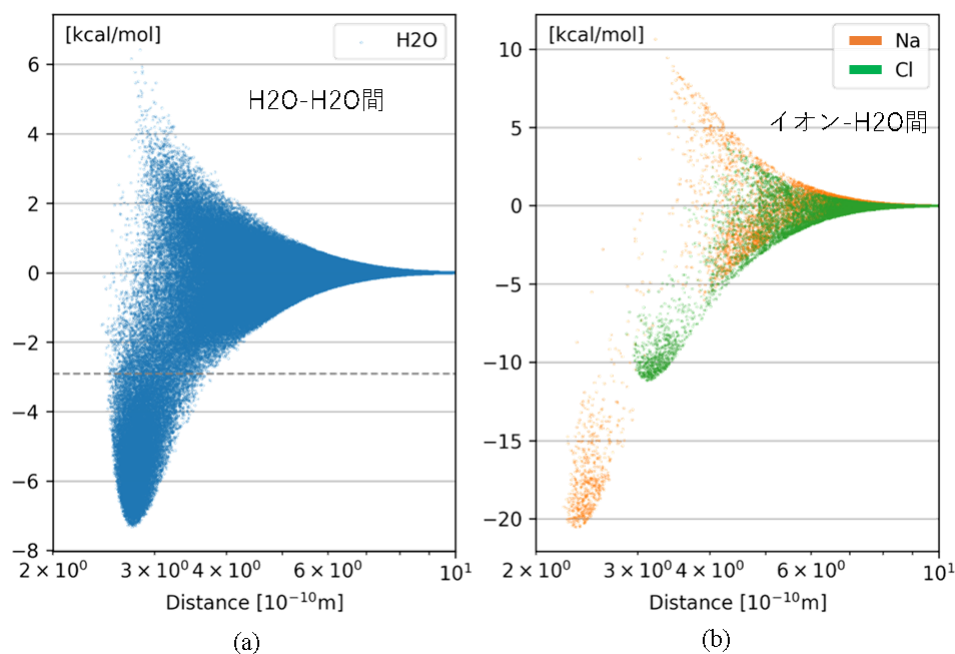 [kcal/mol]
H2O
H2O-H2O間
6
4
2
0
−2
−4
−6
−8
2 × 10⁰
3 × 10⁰
4 × 10⁰
6 × 10⁰
10¹
Distance [10⁻¹⁰m]
(a)
[kcal/mol]
Na
Cl
イオン-H2O間
10
5
0
−5
−10
−15
−20
2 × 10⁰
3 × 10⁰
4 × 10⁰
6 × 10⁰
10¹
Distance [10⁻¹⁰m]
(b)